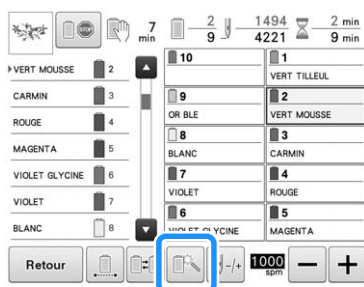 7 min
2 9
1494 4221
2 min
9 min
VERT MOUSSE 2
CARMIN 3
ROUGE 4
MAGENTA 5
VIOLET GLYCINE 6
VIOLET 7
BLANC 8
10
1 VERT TILLEUL
9 OR BLE
2 VERT MOUSSE
8 BLANC
3 CARMIN
7 VIOLET
4 ROUGE
6 VIOLET GLYCINE
5 MAGENTA
Retour
-/+
1000 spm
− +